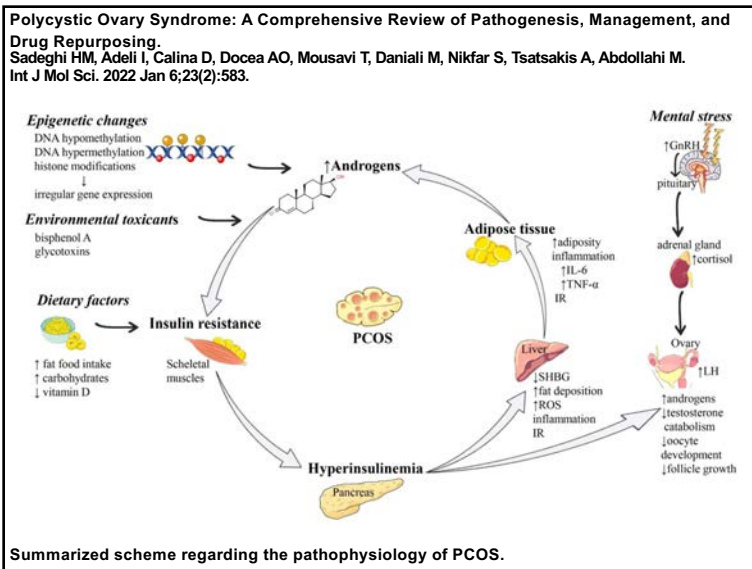 Polycystic Ovary Syndrome: A Comprehensive Review of Pathogenesis, Management, and
Drug Repurposing.
Sadeghi HM, Adeli I, Calina D, Docea AO, Mousavi T, Daniali M, Nikfar S, Tsatsakis A, Abdollahi M.
Int J Mol Sci. 2022 Jan 6;23(2):583.
Epigenetic changes
DNA hypomethylation
DNA hypermethylation
histone modifications
↓
irregular gene expression
Environmental toxicants
bisphenol A
glycotoxins
Dietary factors
↑ fat food intake
↑ carbohydrates
↓ vitamin D
↑Androgens
Insulin resistance
Scheletal
muscles
PCOS
Hyperinsulinemia
Pancreas
Liver
↓SHBG
↑fat deposition
↑ROS
inflammation
IR
Adipose tissue
↑adiposity
inflammation
↑IL-6
↑TNF-α
IR
Mental stress
↑GnRH
pituitary
adrenal gland
↑cortisol
Ovary
↑LH
↑androgens
↓testosterone
catabolism
↓oocyte
development
↓follicle growth
Summarized scheme regarding the pathophysiology of PCOS.